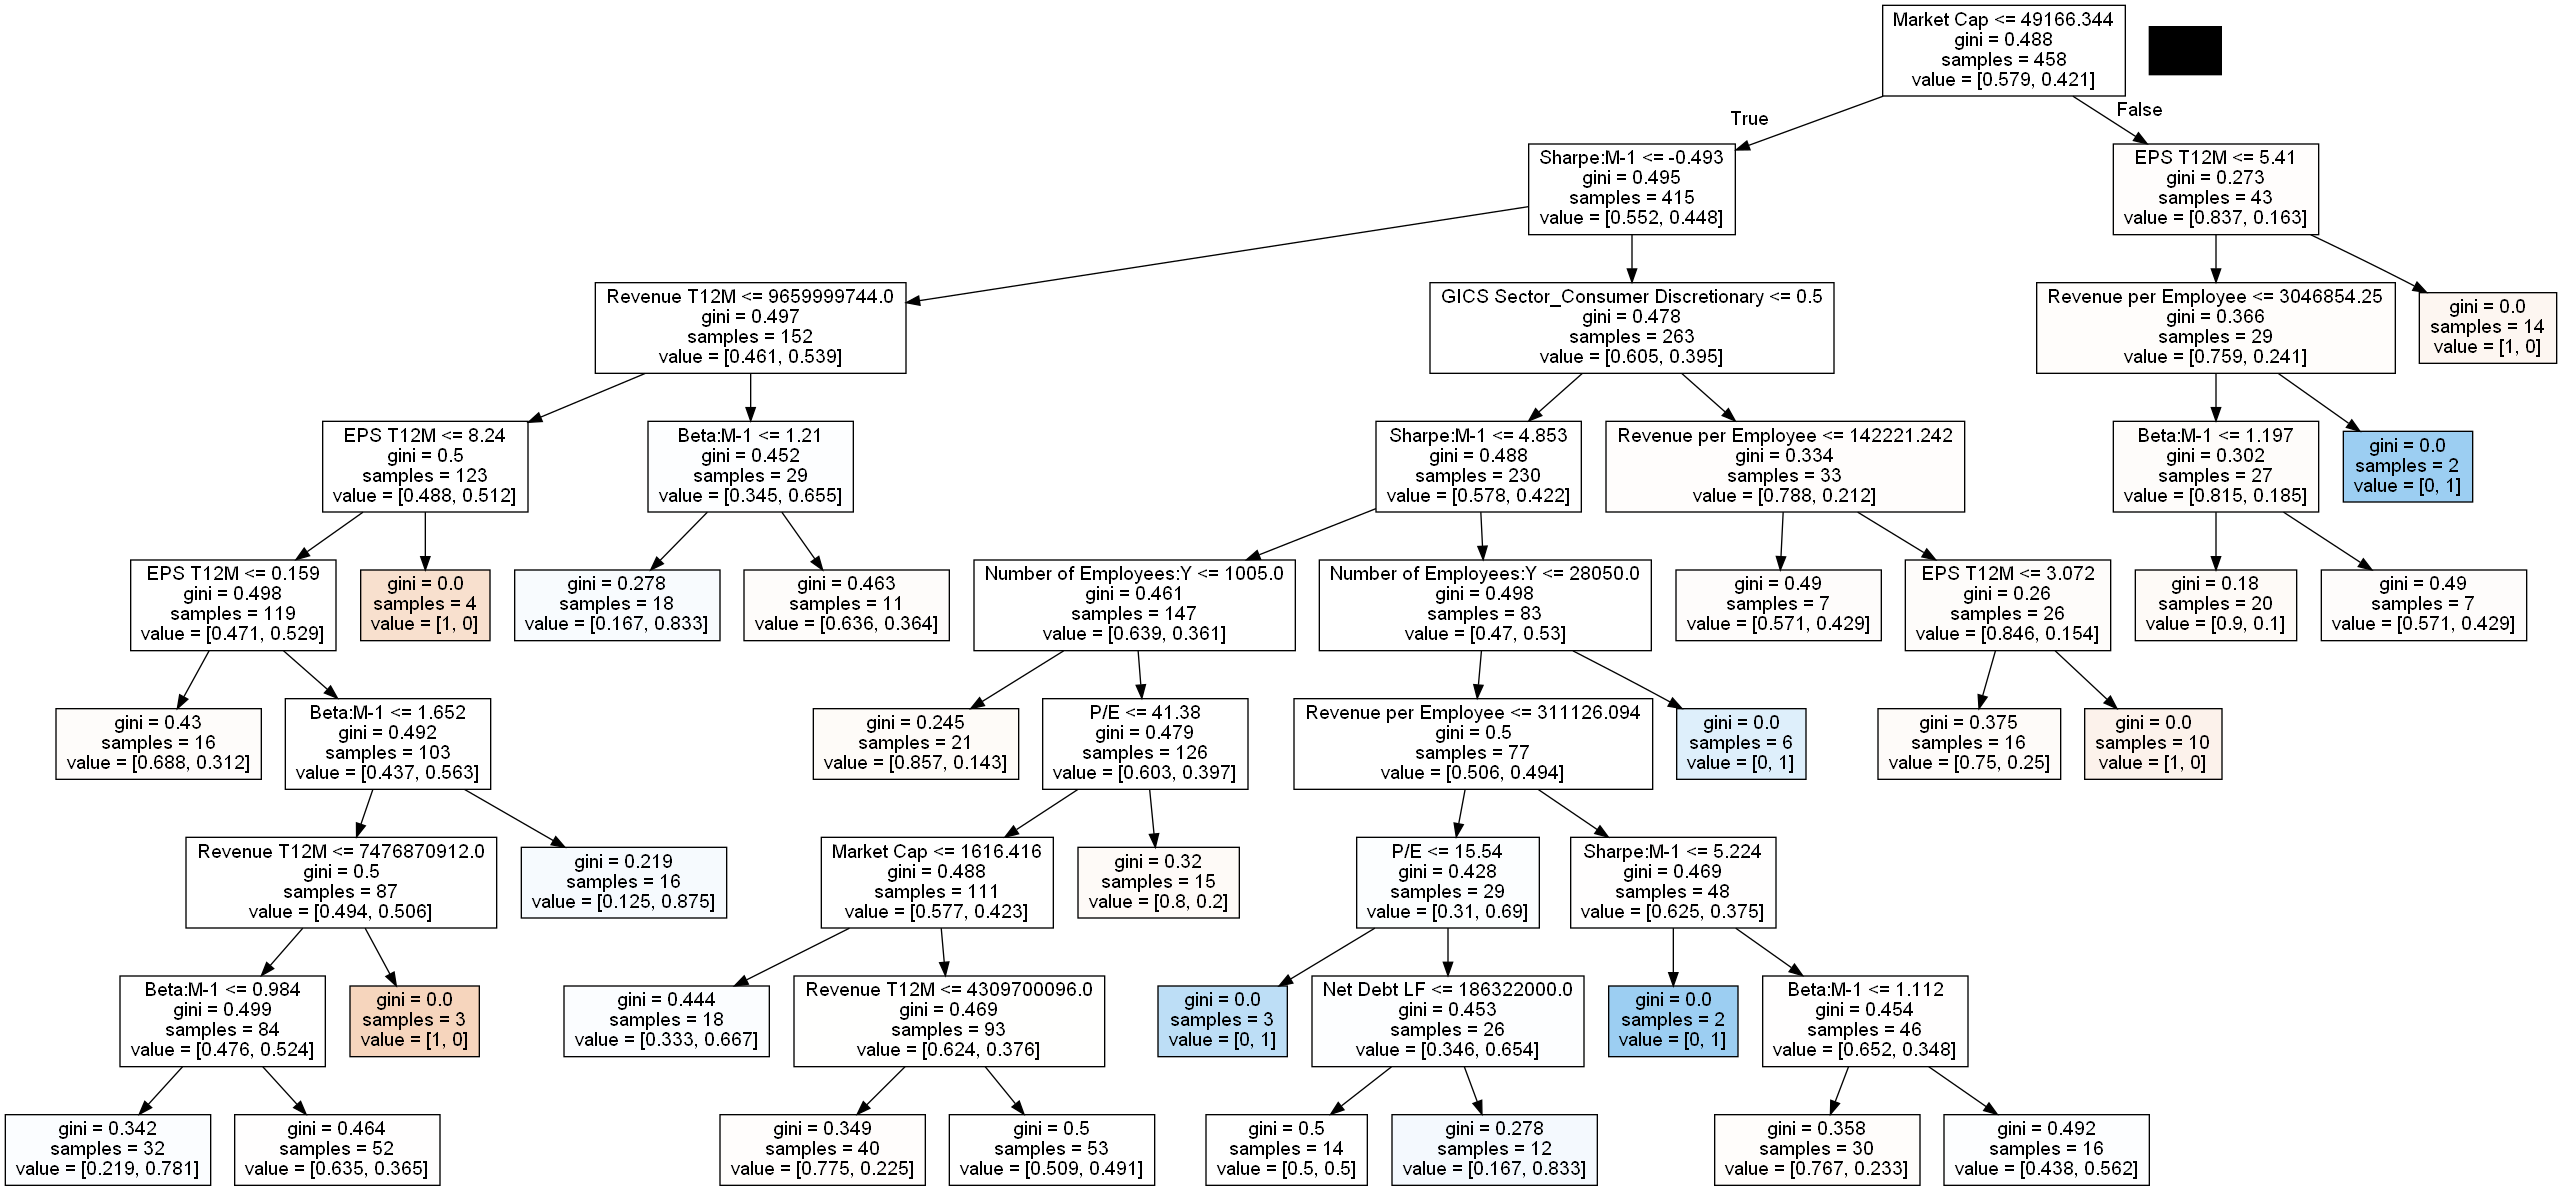 Market Cap <= 49166.344
gini = 0.488
samples = 458
value = [0.579, 0.421]
True
False
Sharpe:M-1 <= -0.493
gini = 0.495
samples = 415
value = [0.552, 0.448]
EPS T12M <= 5.41
gini = 0.273
samples = 43
value = [0.837, 0.163]
Revenue T12M <= 9659999744.0
gini = 0.497
samples = 152
value = [0.461, 0.539]
GICS Sector_Consumer Discretionary <= 0.5
gini = 0.478
samples = 263
value = [0.605, 0.395]
Revenue per Employee <= 3046854.25
gini = 0.366
samples = 29
value = [0.759, 0.241]
gini = 0.0
samples = 14
value = [1, 0]
EPS T12M <= 8.24
gini = 0.5
samples = 123
value = [0.488, 0.512]
Beta:M-1 <= 1.21
gini = 0.452
samples = 29
value = [0.345, 0.655]
Sharpe:M-1 <= 4.853
gini = 0.488
samples = 230
value = [0.578, 0.422]
Revenue per Employee <= 142221.242
gini = 0.334
samples = 33
value = [0.788, 0.212]
Beta:M-1 <= 1.197
gini = 0.302
samples = 27
value = [0.815, 0.185]
gini = 0.0
samples = 2
value = [0, 1]
EPS T12M <= 0.159
gini = 0.498
samples = 119
value = [0.471, 0.529]
gini = 0.0
samples = 4
value = [1, 0]
gini = 0.278
samples = 18
value = [0.167, 0.833]
gini = 0.463
samples = 11
value = [0.636, 0.364]
Number of Employees:Y <= 1005.0
gini = 0.461
samples = 147
value = [0.639, 0.361]
Number of Employees:Y <= 28050.0
gini = 0.498
samples = 83
value = [0.47, 0.53]
gini = 0.49
samples = 7
value = [0.571, 0.429]
EPS T12M <= 3.072
gini = 0.26
samples = 26
value = [0.846, 0.154]
gini = 0.18
samples = 20
value = [0.9, 0.1]
gini = 0.49
samples = 7
value = [0.571, 0.429]
gini = 0.43
samples = 16
value = [0.688, 0.312]
Beta:M-1 <= 1.652
gini = 0.492
samples = 103
value = [0.437, 0.563]
gini = 0.245
samples = 21
value = [0.857, 0.143]
P/E <= 41.38
gini = 0.479
samples = 126
value = [0.603, 0.397]
Revenue per Employee <= 311126.094
gini = 0.5
samples = 77
value = [0.506, 0.494]
gini = 0.0
samples = 6
value = [0, 1]
gini = 0.375
samples = 16
value = [0.75, 0.25]
gini = 0.0
samples = 10
value = [1, 0]
Revenue T12M <= 7476870912.0
gini = 0.5
samples = 87
value = [0.494, 0.506]
gini = 0.219
samples = 16
value = [0.125, 0.875]
Market Cap <= 1616.416
gini = 0.488
samples = 111
value = [0.577, 0.423]
gini = 0.32
samples = 15
value = [0.8, 0.2]
P/E <= 15.54
gini = 0.428
samples = 29
value = [0.31, 0.69]
Sharpe:M-1 <= 5.224
gini = 0.469
samples = 48
value = [0.625, 0.375]
Beta:M-1 <= 0.984
gini = 0.499
samples = 84
value = [0.476, 0.524]
gini = 0.0
samples = 3
value = [1, 0]
gini = 0.444
samples = 18
value = [0.333, 0.667]
Revenue T12M <= 4309700096.0
gini = 0.469
samples = 93
value = [0.624, 0.376]
gini = 0.0
samples = 3
value = [0, 1]
Net Debt LF <= 186322000.0
gini = 0.453
samples = 26
value = [0.346, 0.654]
gini = 0.0
samples = 2
value = [0, 1]
Beta:M-1 <= 1.112
gini = 0.454
samples = 46
value = [0.652, 0.348]
gini = 0.342
samples = 32
value = [0.219, 0.781]
gini = 0.464
samples = 52
value = [0.635, 0.365]
gini = 0.349
samples = 40
value = [0.775, 0.225]
gini = 0.5
samples = 53
value = [0.509, 0.491]
gini = 0.5
samples = 14
value = [0.5, 0.5]
gini = 0.278
samples = 12
value = [0.167, 0.833]
gini = 0.358
samples = 30
value = [0.767, 0.233]
gini = 0.492
samples = 16
value = [0.438, 0.562]